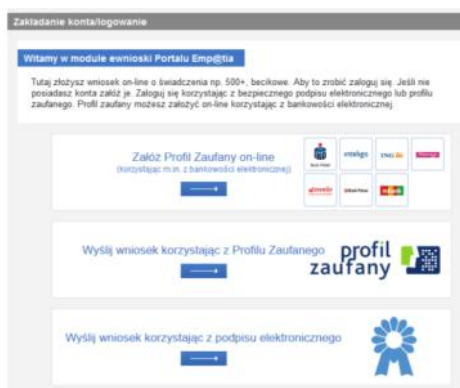 Zakładanie konta/logowanie
Witamy w module ewnioski Portalu Emp@tia
Tutaj złożysz wniosek on-line o świadczenia np. 500+, becikowe. Aby to zrobić zaloguj się. Jeśli nie
posiadasz konta załóż je. Zaloguj się korzystając z bezpiecznego podpisu elektronicznego lub profilu
zaufanego. Profil zaufany możesz założyć on-line korzystając z bankowości elektronicznej.
Załóż Profil Zaufany on-line
(korzystając m.in. z bankowości elektronicznej)
inteligo
ING
Wyślij wniosek korzystając z Profilu Zaufanego
profil
zaufany
Wyślij wniosek korzystając z podpisu elektronicznego